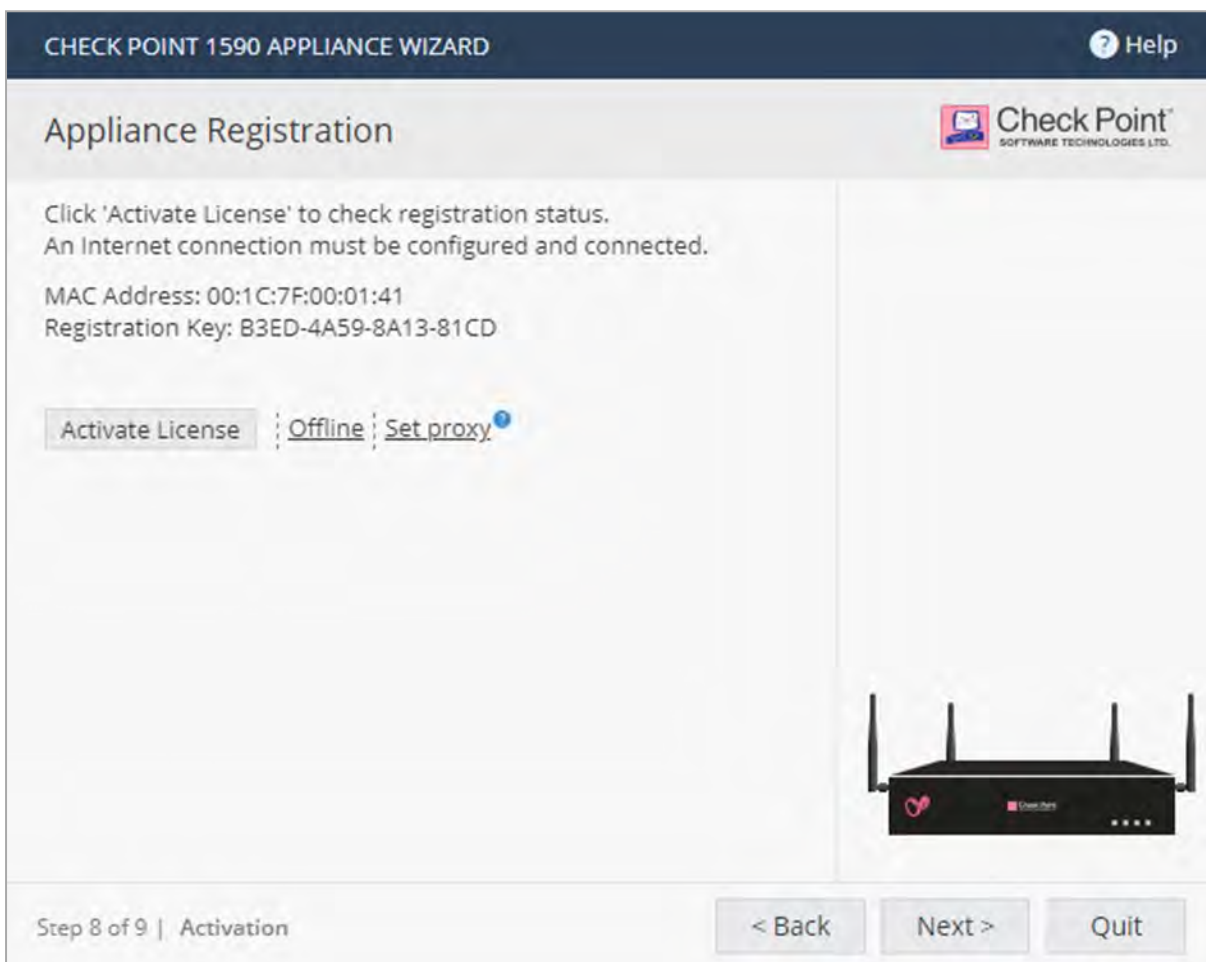 CHECK POINT 1590 APPLIANCE WIZARD
Help
Appliance Registration
Check Point
SOFTWARE TECHNOLOGIES LTD.
Click 'Activate License' to check registration status.
An Internet connection must be configured and connected.
MAC Address: 00:1C:7F:00:01:41
Registration Key: B3ED-4A59-8A13-81CD
Activate License
Offline
Set proxy
Check Point
Step 8 of 9 | Activation
< Back
Next >
Quit